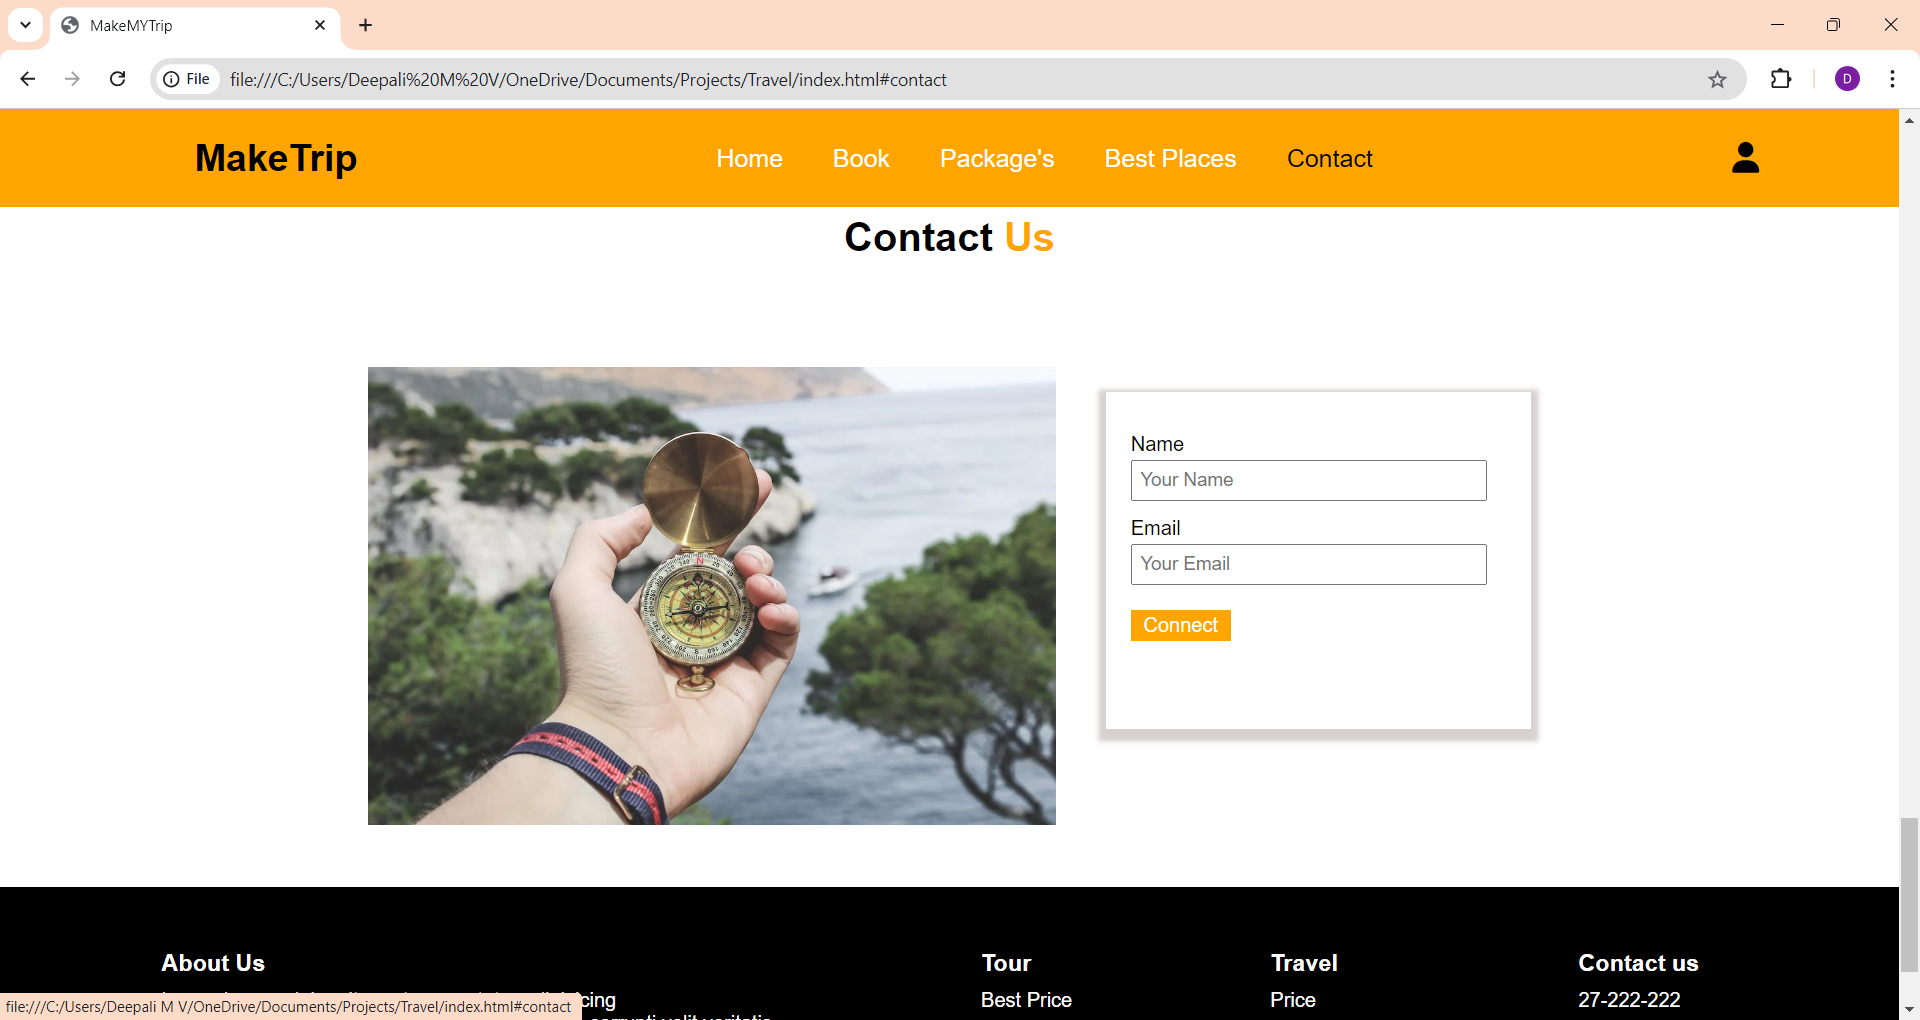 MakeMYTrip
File file:///C:/Users/Deepali%20M%20V/OneDrive/Documents/Projects/Travel/index.html#contact
D
MakeTrip Home Book Package's Best Places Contact
Contact Us
Name
Your Name
Email
Your Email
Connect
About Us Tour Travel Contact us
cing Best Price Price 27-222-222
file:///C:/Users/Deepali M V/OneDrive/Documents/Projects/Travel/index.html#contact